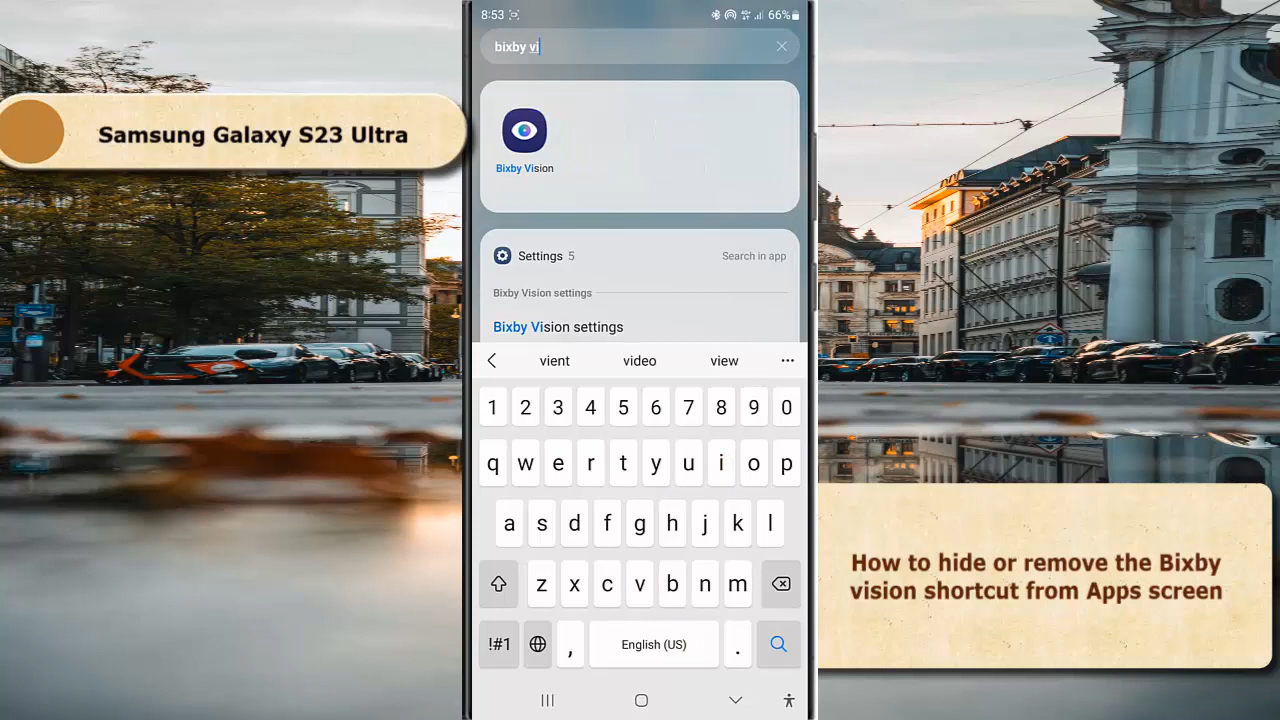 Samsung Galaxy S23 Ultra
8:53
66%
bixby vi
Bixby Vision
Settings 5
Search in app
Bixby Vision settings
Bixby Vision settings
vient video view
1 2 3 4 5 6 7 8 9 0
q w e r t y u i o p
a s d f g h j k l
z x c v b n m
!#1 , English (US) .
How to hide or remove the Bixby
vision shortcut from Apps screen